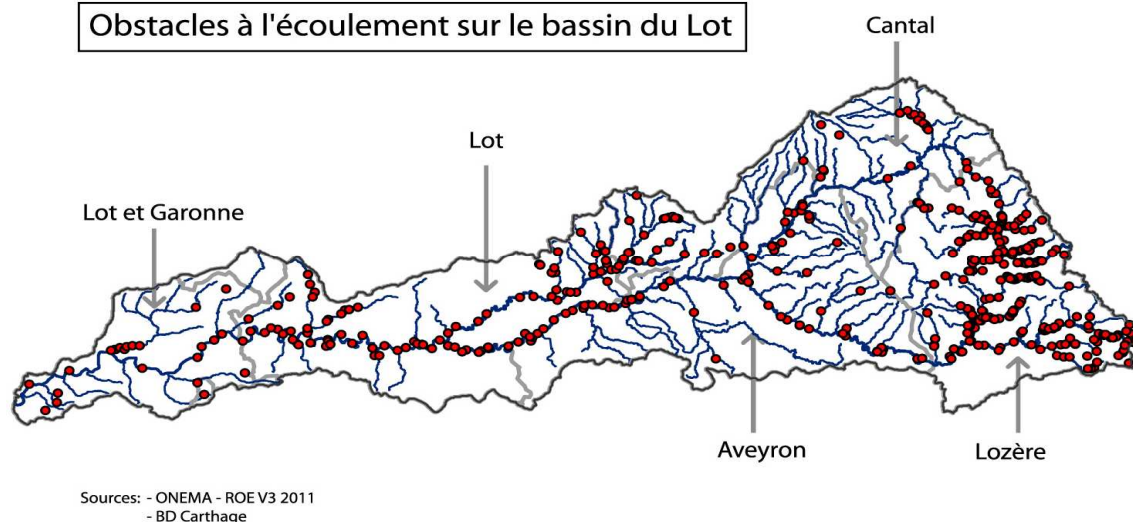 Obstacles à l'écoulement sur le bassin du Lot
Cantal
Lot
Lot et Garonne
Aveyron
Lozère
Sources: - ONEMA - ROE V3 2011
- BD Carthage